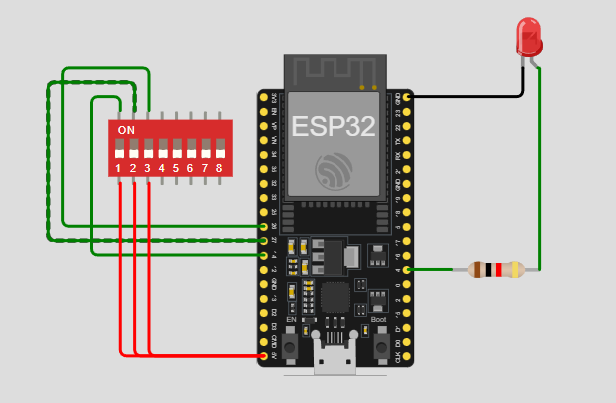 ON
1 2 3 4 5 6 7 8
ESP32
3V3
EN
VP
VN
34
35
32
33
25
26
27
14
12
GND
13
D2
D3
CMD
5V
GND
23
22
TX
RX
21
GND
19
18
5
17
16
4
0
2
15
D1
D0
CLK
EN
Boot